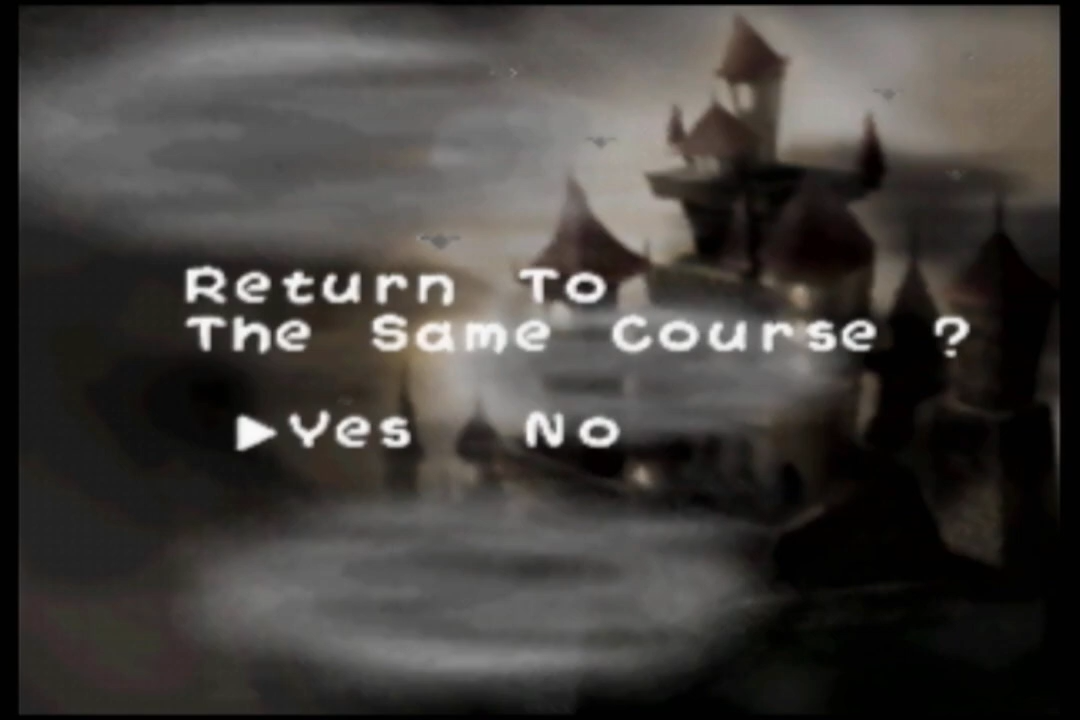 Return To
The Same Course ?
▶Yes No